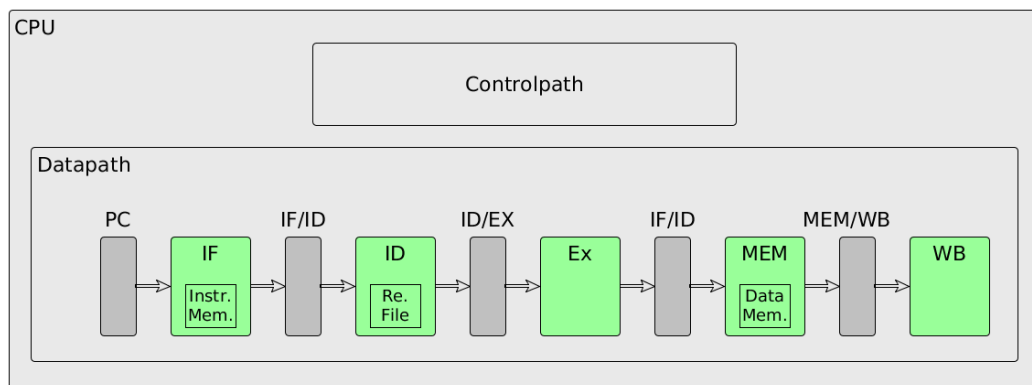 CPU
Controlpath
Datapath
PC
IF/ID
ID/EX
IF/ID
MEM/WB
IF
ID
Ex
MEM
WB
Instr.
Mem.
Re.
File
Data
Mem.